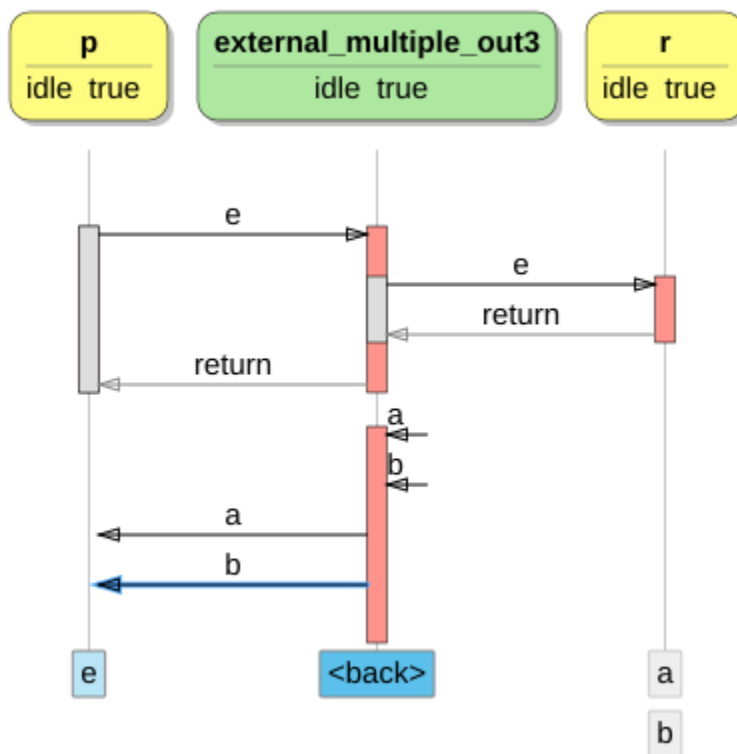 p
external_multiple_out3
r
idle true
idle true
idle true
e
e
return
return
a
b
a
b
e
<back>
a
b